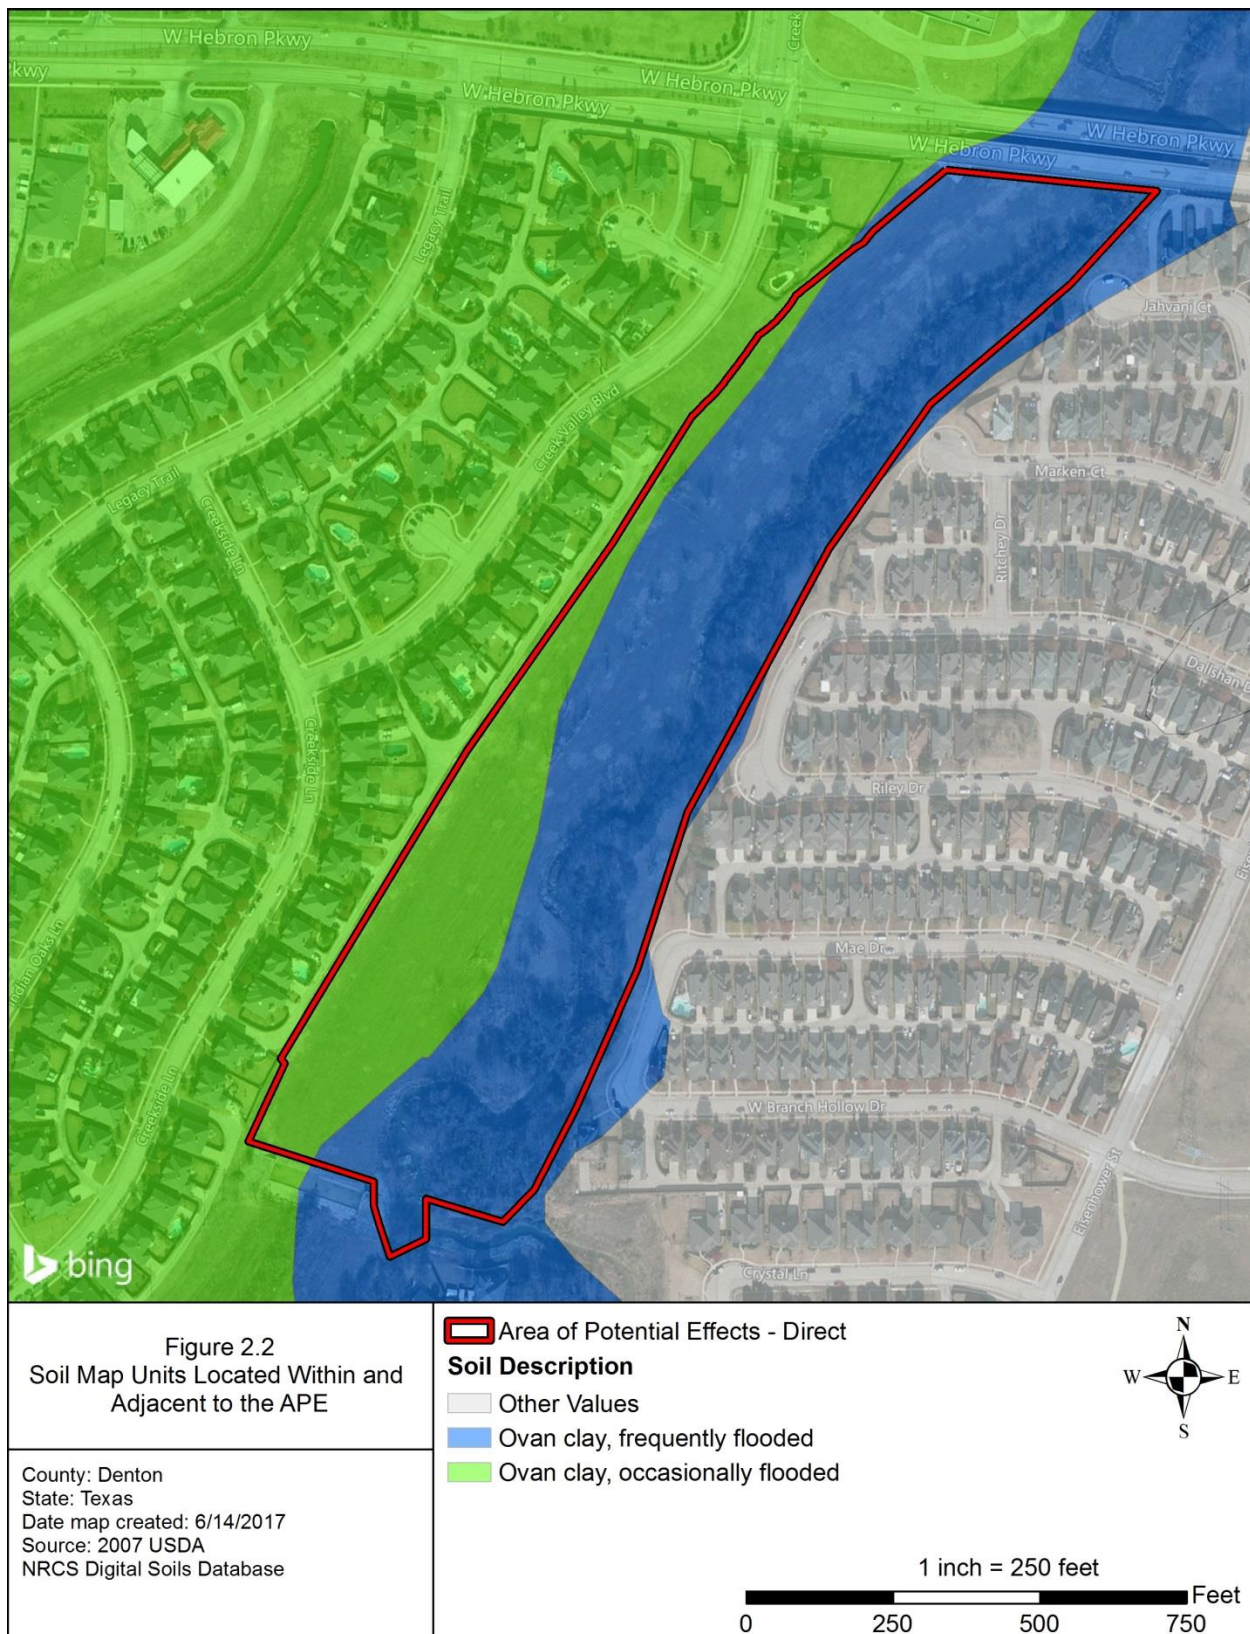 W Hebron Pkwy
Creek
Pkwy
W Hebron Pkwy
W Hebron Pkwy
W Hebron Pkwy
W Hebron Pkwy
Legacy Trail
Jahvani Ct
Creek Valley Blvd
Marken Ct
Legacy Trail
Creekside Ln
Ritchey Dr
Dalishan
Creekside Ln
Riley Dr
Indian Oaks Ln
Mae Dr
Creekside Ln
W Branch Hollow Dr
Eisenhower St
bing
Crystal Ln
Figure 2.2
Soil Map Units Located Within and
Adjacent to the APE
County: Denton
State: Texas
Date map created: 6/14/2017
Source: 2007 USDA
NRCS Digital Soils Database
Area of Potential Effects - Direct
Soil Description
Other Values
Ovan clay, frequently flooded
Ovan clay, occasionally flooded
N
W E
S
1 inch = 250 feet
Feet
0 250 500 750